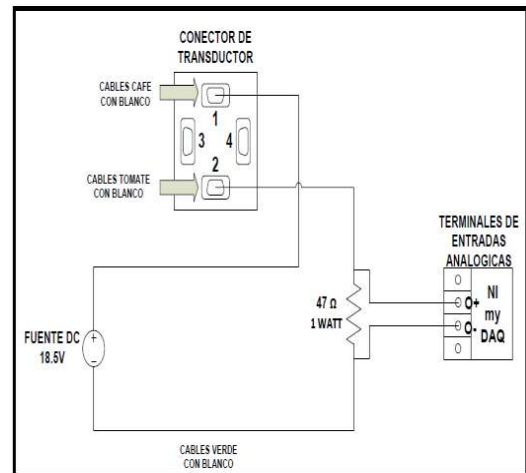 CONECTOR DE
TRANSDUCTOR
CABLES CAFE
CON BLANCO
1
3
4
2
CABLES TOMATE
CON BLANCO
TERMINALES DE
ENTRADAS
ANALOGICAS
47 Ω
1 WATT
O+
O-
NI
my
DAQ
FUENTE DC
18.5V
+
–
CABLES VERDE
CON BLANCO